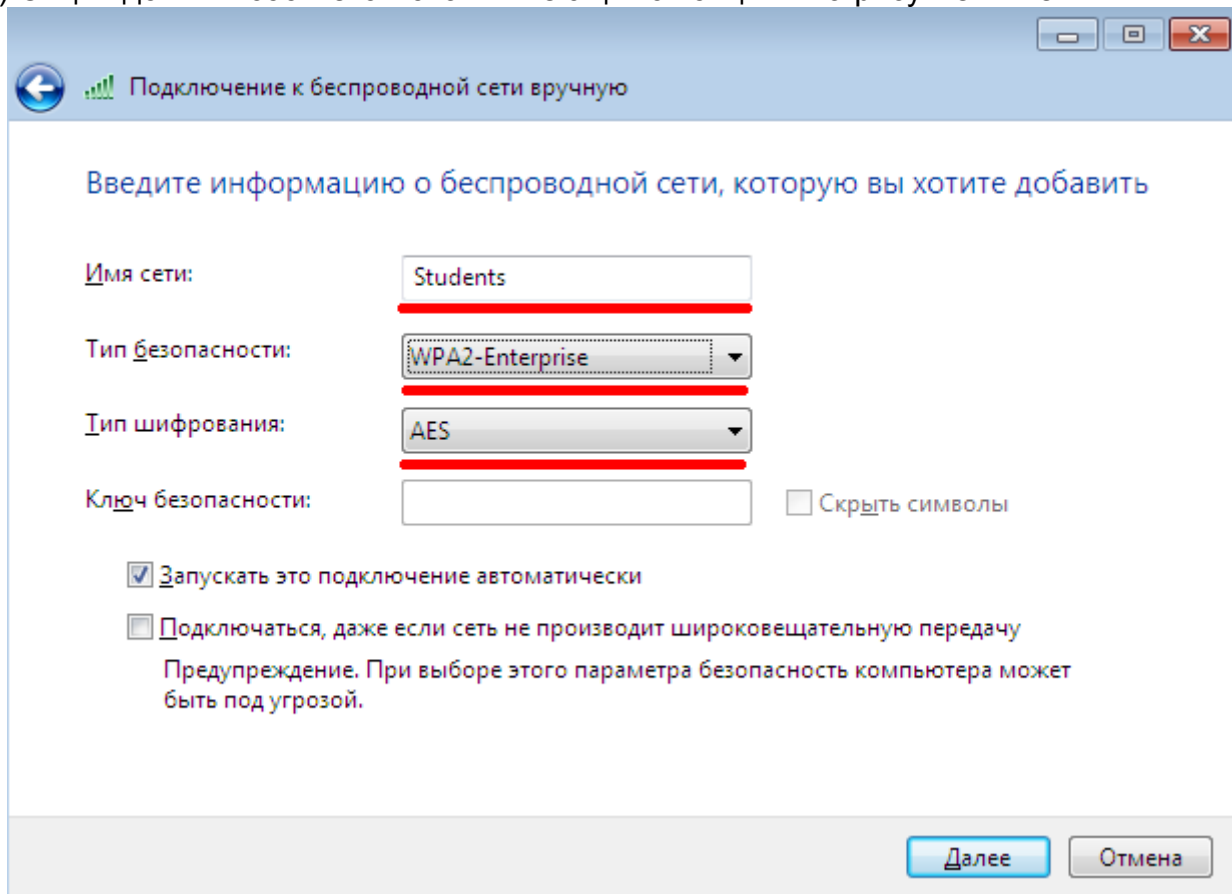 Подключение к беспроводной сети вручную
Введите информацию о беспроводной сети, которую вы хотите добавить
Имя сети: Students
Тип безопасности: WPA2-Enterprise
Тип шифрования: AES
Ключ безопасности: Скрыть символы
Запускать это подключение автоматически
Подключаться, даже если сеть не производит широковещательную передачу
Предупреждение. При выборе этого параметра безопасность компьютера может
быть под угрозой.
Далее Отмена